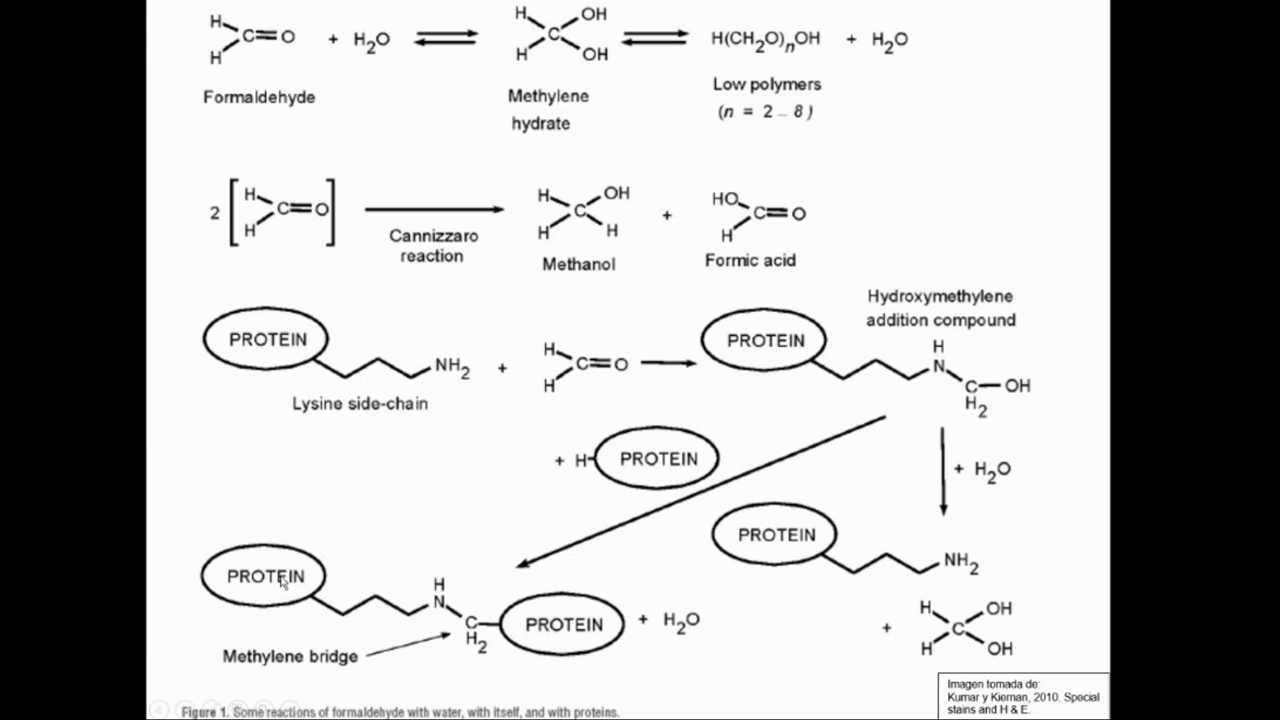 H C=O + H2O H C OH H(CH2O)nOH + H2O
H H OH
Formaldehyde Methylene Low polymers
hydrate (n = 2 – 8)
2 [H C=O] H OH HO C=O
H Cannizzaro H C H + H
reaction Methanol Formic acid
Hydroxymethylene
addition compound
PROTEIN NH2 + H C=O PROTEIN H
H N
Lysine side-chain C—OH
H2
+ H-PROTEIN + H2O
PROTEIN NH2
PROTEIN H
N C PROTEIN + H2O + H C OH
H2 H OH
Methylene bridge
Imagen tomada de:
Kumar y Kiernan, 2010. Special
stains and H & E.
Figure 1. Some reactions of formaldehyde with water, with itself, and with proteins.